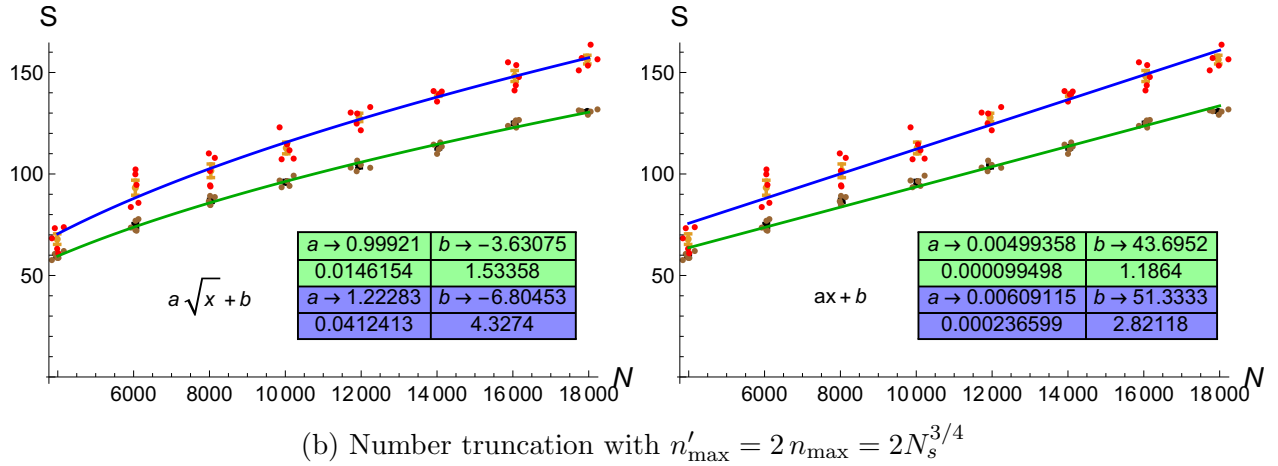 S
150
100
50
a → 0.99921 b → −3.63075
0.0146154 1.53358
a → 1.22283 b → −6.80453
0.0412413 4.3274
a √x + b
6000 8000 10 000 12 000 14 000 16 000 18 000 N
S
150
100
50
a → 0.00499358 b → 43.6952
0.000099498 1.1864
a → 0.00609115 b → 51.3333
0.000236599 2.82118
ax + b
6000 8000 10 000 12 000 14 000 16 000 18 000 N
(b) Number truncation with n′max = 2 nmax = 2Ns^3/4